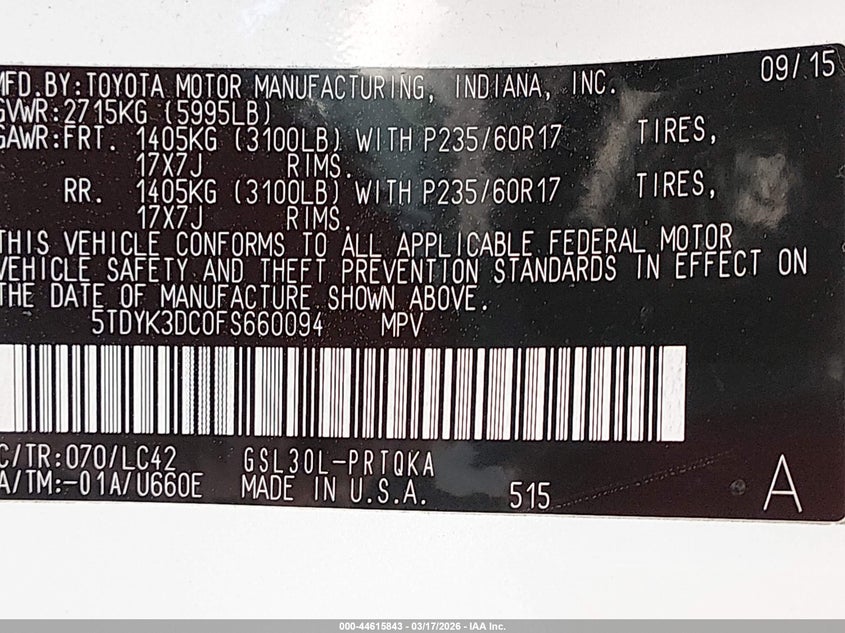 MFD.BY:TOYOTA MOTOR MANUFACTURING, INDIANA, INC. 09/15
GVWR:2715KG (5995LB)
GAWR:FRT. 1405KG (3100LB) WITH P235/60R17 TIRES,
17X7J RIMS.
RR. 1405KG (3100LB) WITH P235/60R17 TIRES,
17X7J RIMS.
THIS VEHICLE CONFORMS TO ALL APPLICABLE FEDERAL MOTOR
VEHICLE SAFETY AND THEFT PREVENTION STANDARDS IN EFFECT ON
THE DATE OF MANUFACTURE SHOWN ABOVE.
5TDYK3DC0FS660094 MPV
C/TR:070/LC42 GSL30L-PRTQKA
A/TM:-01A/U660E MADE IN U.S.A. 515 A
000-44615843 - 03/17/2026 - IAA Inc.